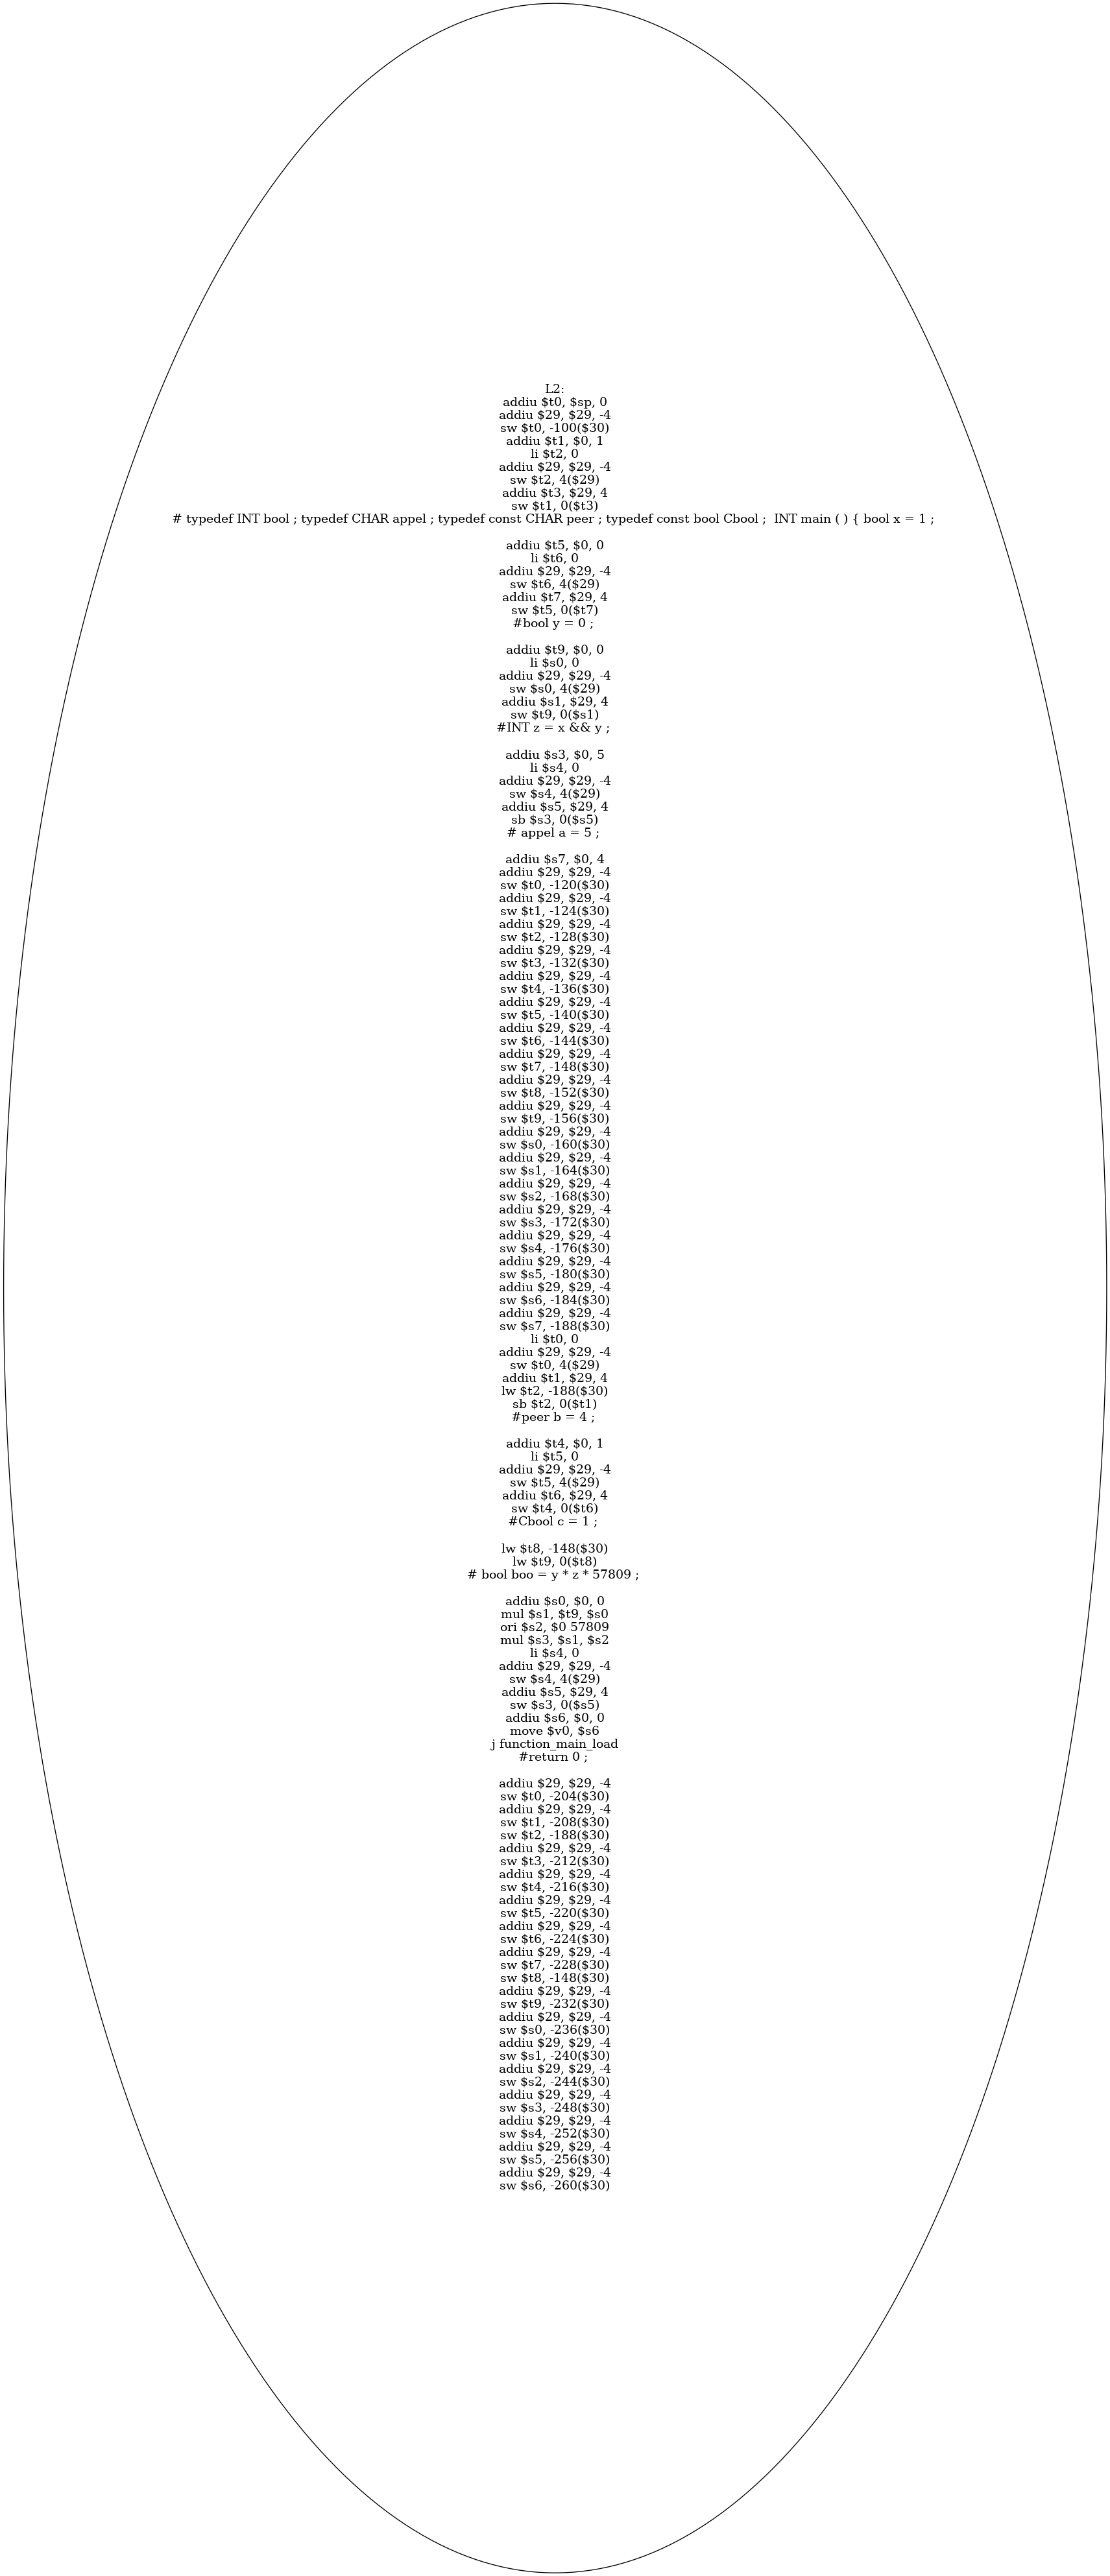 L2:
addiu $t0, $sp, 0
addiu $29, $29, -4
sw $t0, -100($30)
addiu $t1, $0, 1
li $t2, 0
addiu $29, $29, -4
sw $t2, 4($29)
addiu $t3, $29, 4
sw $t1, 0($t3)
# typedef INT bool ; typedef CHAR appel ; typedef const CHAR peer ; typedef const bool Cbool ;  INT main ( ) { bool x = 1 ;
addiu $t5, $0, 0
li $t6, 0
addiu $29, $29, -4
sw $t6, 4($29)
addiu $t7, $29, 4
sw $t5, 0($t7)
#bool y = 0 ;
addiu $t9, $0, 0
li $s0, 0
addiu $29, $29, -4
sw $s0, 4($29)
addiu $s1, $29, 4
sw $t9, 0($s1)
#INT z = x && y ;
addiu $s3, $0, 5
li $s4, 0
addiu $29, $29, -4
sw $s4, 4($29)
addiu $s5, $29, 4
sb $s3, 0($s5)
# appel a = 5 ;
addiu $s7, $0, 4
addiu $29, $29, -4
sw $t0, -120($30)
addiu $29, $29, -4
sw $t1, -124($30)
addiu $29, $29, -4
sw $t2, -128($30)
addiu $29, $29, -4
sw $t3, -132($30)
addiu $29, $29, -4
sw $t4, -136($30)
addiu $29, $29, -4
sw $t5, -140($30)
addiu $29, $29, -4
sw $t6, -144($30)
addiu $29, $29, -4
sw $t7, -148($30)
addiu $29, $29, -4
sw $t8, -152($30)
addiu $29, $29, -4
sw $t9, -156($30)
addiu $29, $29, -4
sw $s0, -160($30)
addiu $29, $29, -4
sw $s1, -164($30)
addiu $29, $29, -4
sw $s2, -168($30)
addiu $29, $29, -4
sw $s3, -172($30)
addiu $29, $29, -4
sw $s4, -176($30)
addiu $29, $29, -4
sw $s5, -180($30)
addiu $29, $29, -4
sw $s6, -184($30)
addiu $29, $29, -4
sw $s7, -188($30)
li $t0, 0
addiu $29, $29, -4
sw $t0, 4($29)
addiu $t1, $29, 4
lw $t2, -188($30)
sb $t2, 0($t1)
#peer b = 4 ;
addiu $t4, $0, 1
li $t5, 0
addiu $29, $29, -4
sw $t5, 4($29)
addiu $t6, $29, 4
sw $t4, 0($t6)
#Cbool c = 1 ;
lw $t8, -148($30)
lw $t9, 0($t8)
# bool boo = y * z * 57809 ;
addiu $s0, $0, 0
mul $s1, $t9, $s0
ori $s2, $0 57809
mul $s3, $s1, $s2
li $s4, 0
addiu $29, $29, -4
sw $s4, 4($29)
addiu $s5, $29, 4
sw $s3, 0($s5)
addiu $s6, $0, 0
move $v0, $s6
j function_main_load
#return 0 ;
addiu $29, $29, -4
sw $t0, -204($30)
addiu $29, $29, -4
sw $t1, -208($30)
sw $t2, -188($30)
addiu $29, $29, -4
sw $t3, -212($30)
addiu $29, $29, -4
sw $t4, -216($30)
addiu $29, $29, -4
sw $t5, -220($30)
addiu $29, $29, -4
sw $t6, -224($30)
addiu $29, $29, -4
sw $t7, -228($30)
sw $t8, -148($30)
addiu $29, $29, -4
sw $t9, -232($30)
addiu $29, $29, -4
sw $s0, -236($30)
addiu $29, $29, -4
sw $s1, -240($30)
addiu $29, $29, -4
sw $s2, -244($30)
addiu $29, $29, -4
sw $s3, -248($30)
addiu $29, $29, -4
sw $s4, -252($30)
addiu $29, $29, -4
sw $s5, -256($30)
addiu $29, $29, -4
sw $s6, -260($30)